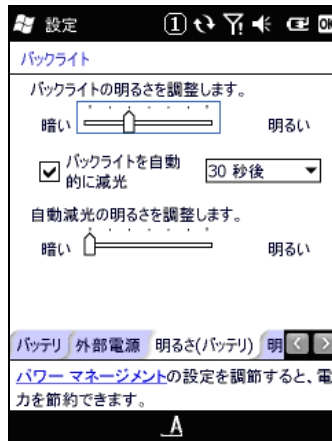 設定
1
OK
バックライト
バックライトの明るさを調整します。
暗い 明るい
バックライトを自動
的に減光
30 秒後
自動減光の明るさを調整します。
暗い 明るい
バッテリ 外部電源 明るさ(バッテリ) 明
パワー マネージメントの設定を調節すると、電
力を節約できます。
A